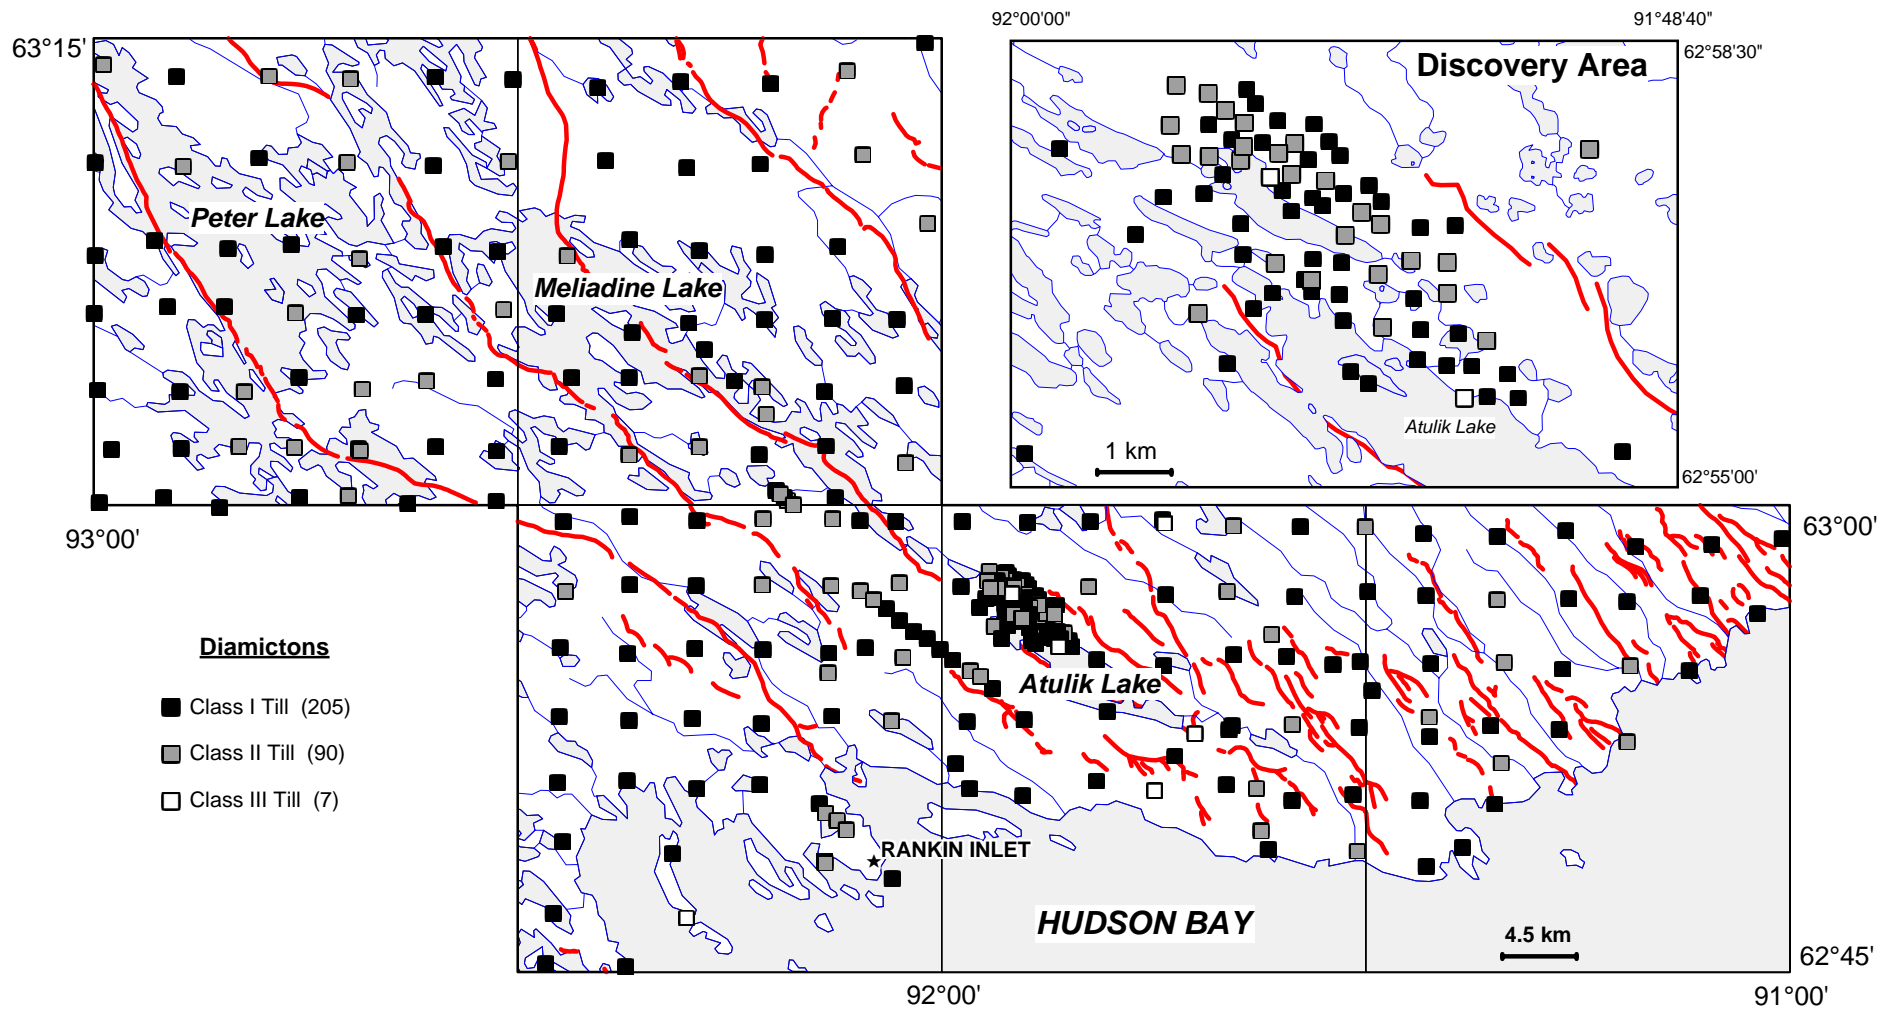 92°00'00" 91°48'40"
63°15'
Discovery Area
62°58'30"
Peter Lake
Meliadine Lake
Atulik Lake
1 km
62°55'00'
93°00'
63°00'
Diamictons
Class I Till (205)
Class II Till (90)
Class III Till (7)
Atulik Lake
RANKIN INLET
HUDSON BAY
4.5 km
62°45'
92°00'
91°00'